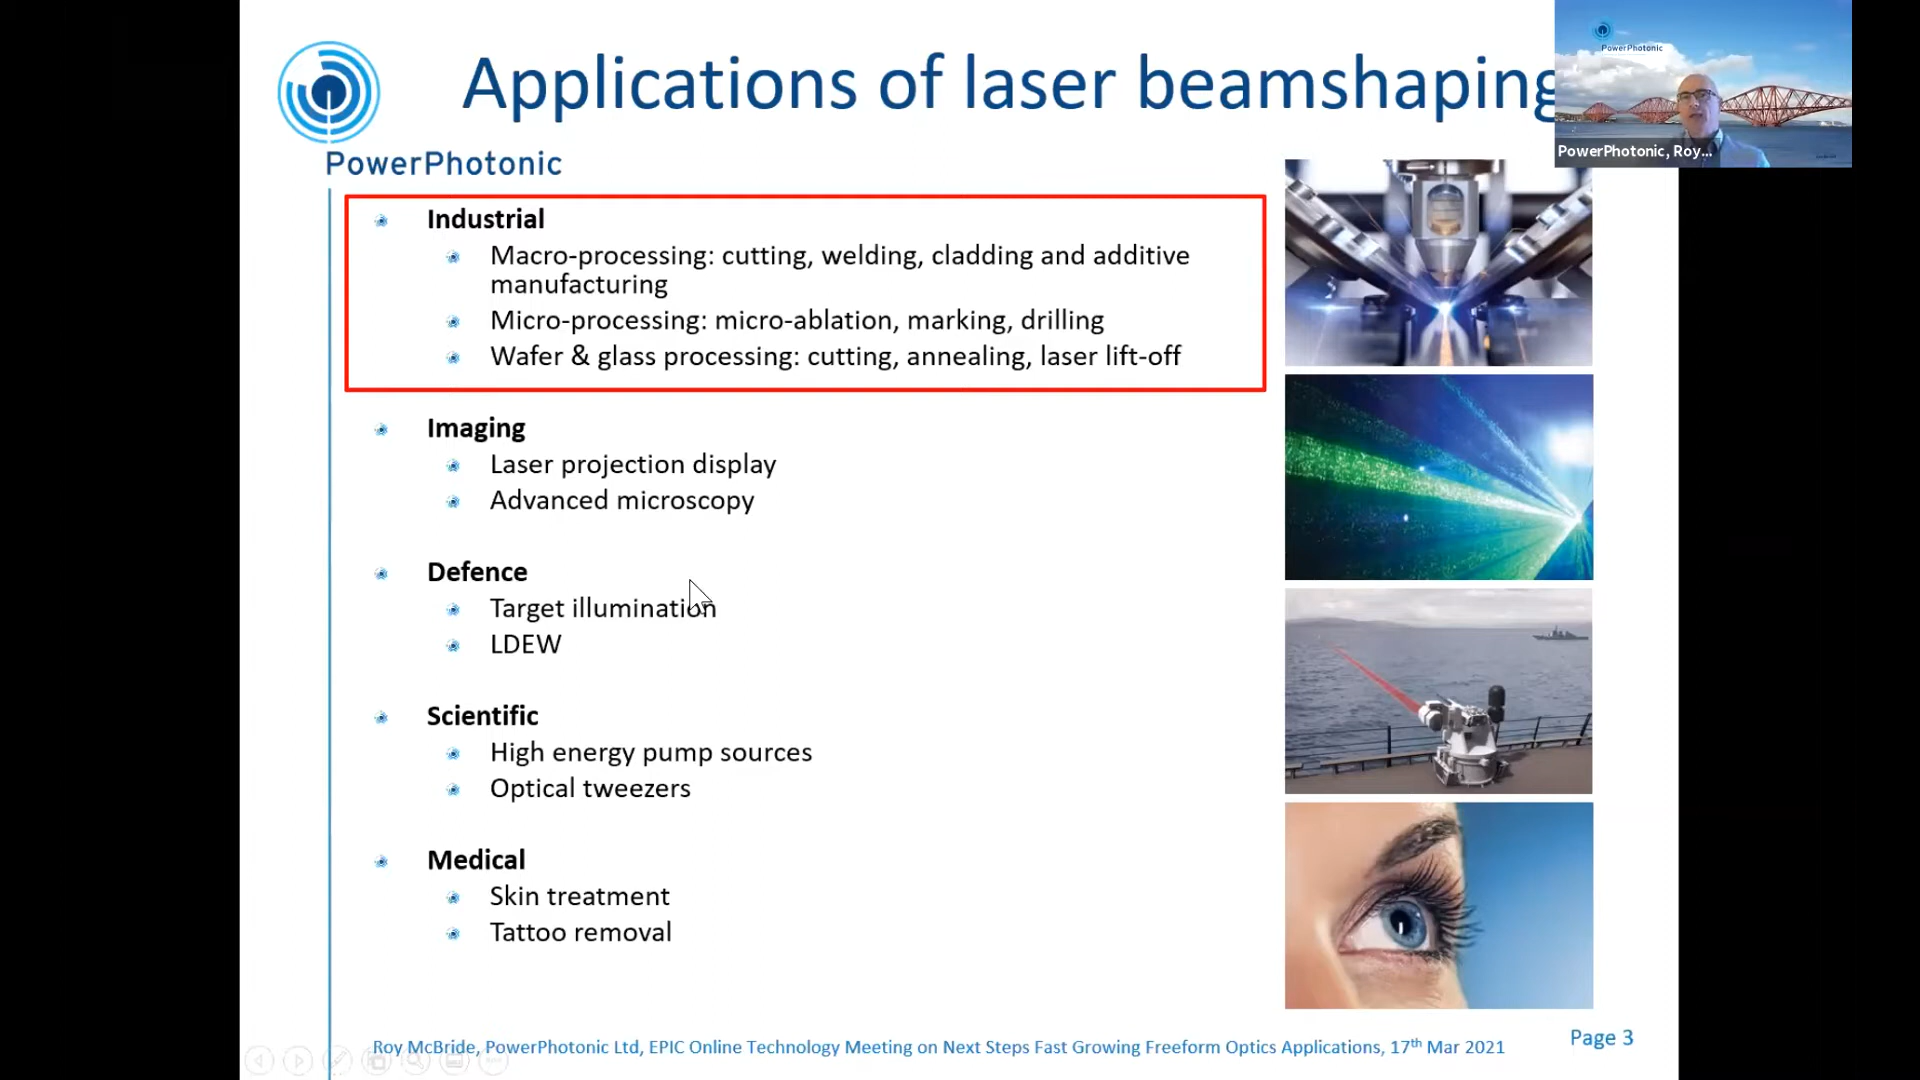 Applications of laser beamshaping
PowerPhotonic
PowerPhotonic, Roy...
PowerPhotonic
Industrial
Macro-processing: cutting, welding, cladding and additive
manufacturing
Micro-processing: micro-ablation, marking, drilling
Wafer & glass processing: cutting, annealing, laser lift-off
Imaging
Laser projection display
Advanced microscopy
Defence
Target illumination
LDEW
Scientific
High energy pump sources
Optical tweezers
Medical
Skin treatment
Tattoo removal
Roy McBride, PowerPhotonic Ltd, EPIC Online Technology Meeting on Next Steps Fast Growing Freeform Optics Applications, 17th Mar 2021
Page 3